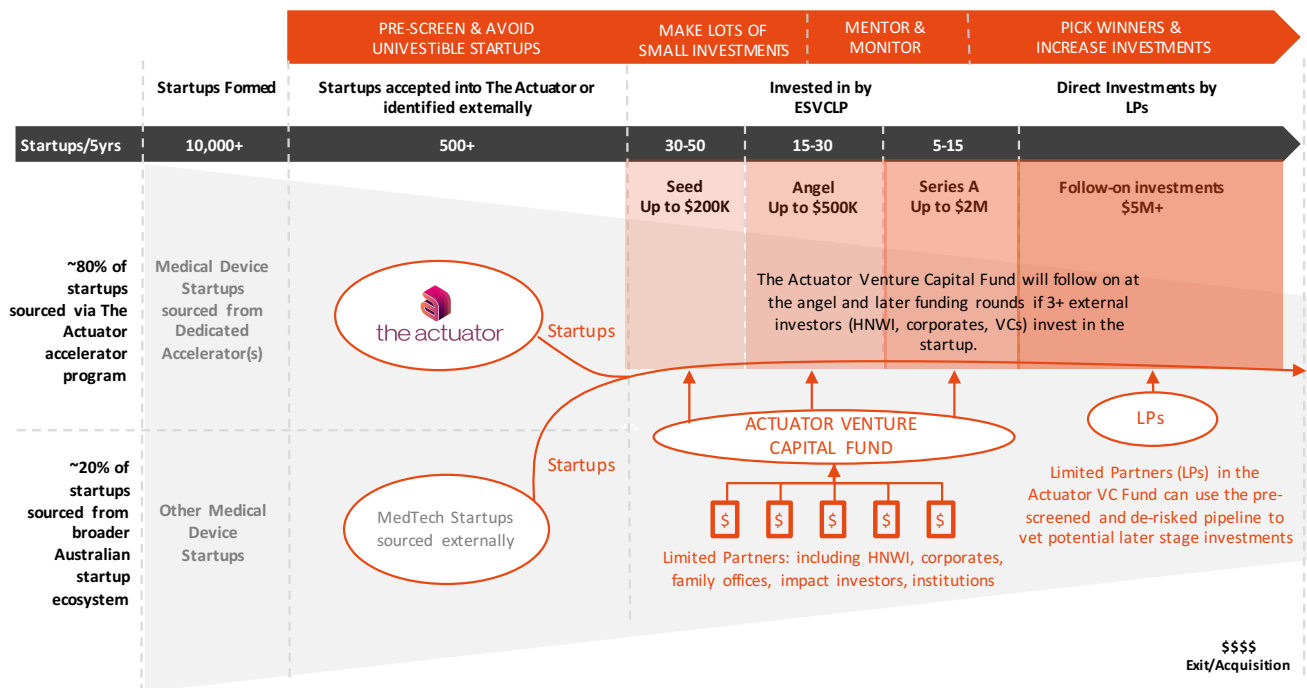 PRE-SCREEN & AVOID
UNIVESTiBLE STARTUPS
MAKE LOTS OF
SMALL INVESTMENTS
MENTOR &
MONITOR
PICK WINNERS &
INCREASE INVESTMENTS
Startups Formed
Startups accepted into The Actuator or
identified externally
Invested in by
ESVCLP
Direct Investments by
LPs
Startups/5yrs
10,000+
500+
30-50
15-30
5-15
Seed
Up to $200K
Angel
Up to $500K
Series A
Up to $2M
Follow-on investments
$5M+
~80% of
startups
sourced via The
Actuator
accelerator
program
Medical Device
Startups
sourced from
Dedicated
Accelerator(s)
the actuator
Startups
The Actuator Venture Capital Fund will follow on at
the angel and later funding rounds if 3+ external
investors (HNWI, corporates, VCs) invest in the
startup.
ACTUATOR VENTURE
CAPITAL FUND
LPs
~20% of
startups
sourced from
broader
Australian
startup
ecosystem
Other Medical
Device
Startups
MedTech Startups
sourced externally
Startups
$ $ $ $ $
Limited Partners: including HNWI, corporates,
family offices, impact investors, institutions
Limited Partners (LPs) in the
Actuator VC Fund can use the pre-
screened and de-risked pipeline to
vet potential later stage investments
$$$$
Exit/Acquisition